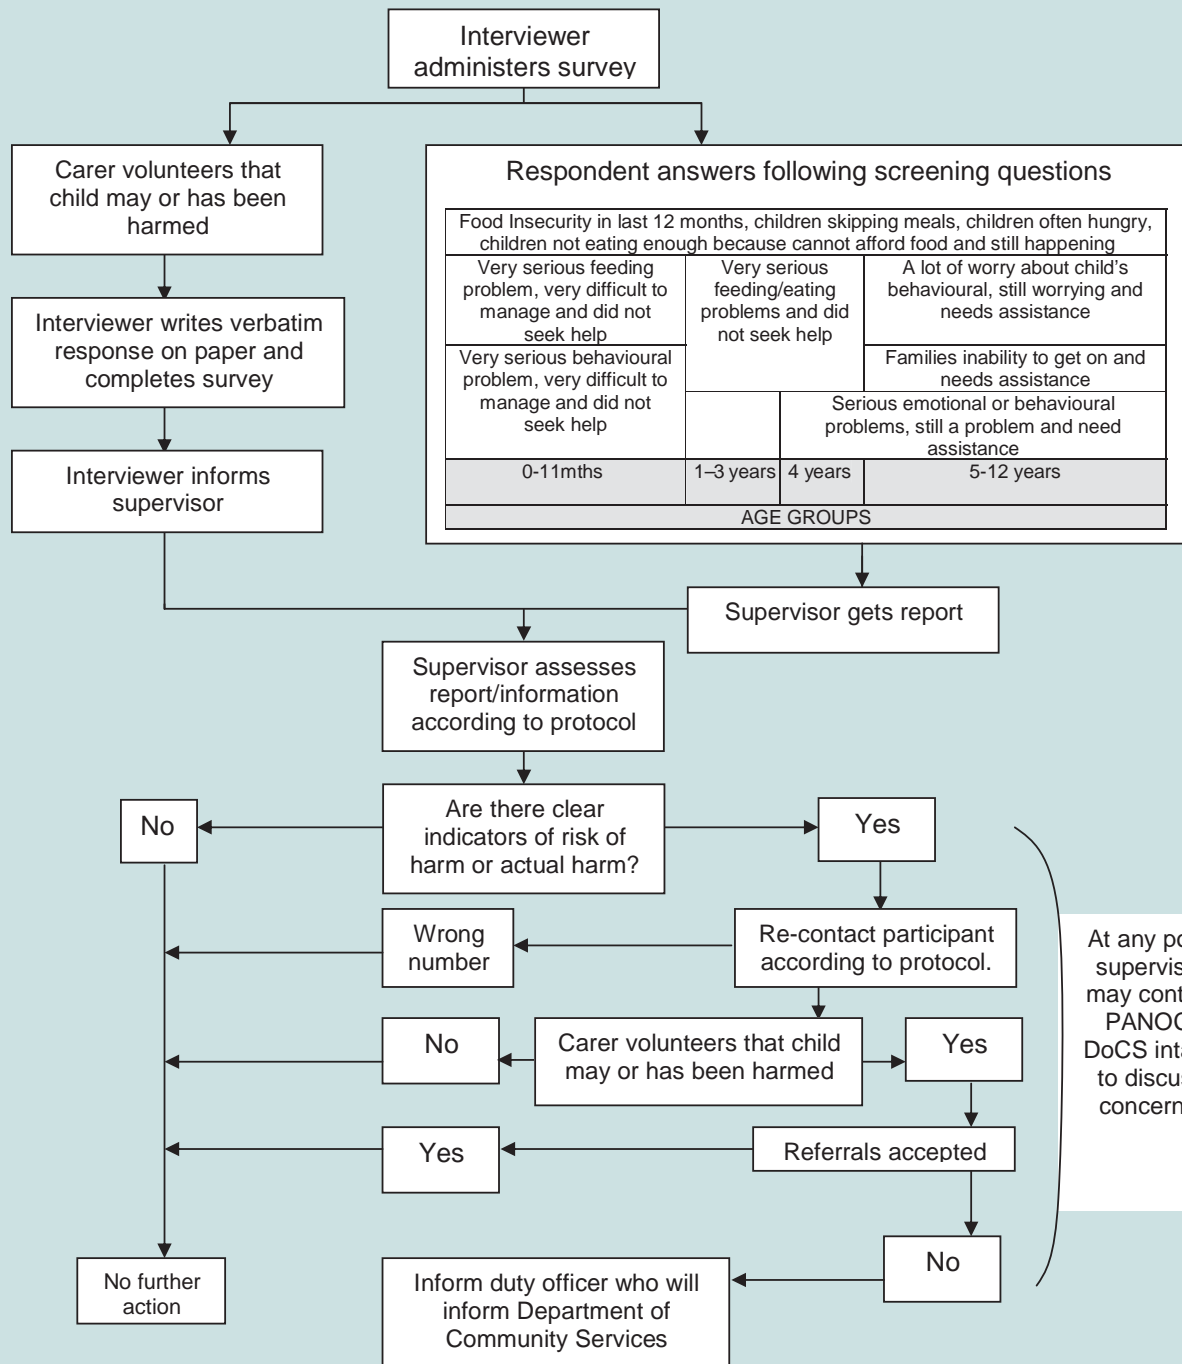 Interviewer
administers survey
Carer volunteers that
child may or has been
harmed
Interviewer writes verbatim
response on paper and
completes survey
Interviewer informs
supervisor
Respondent answers following screening questions
Food Insecurity in last 12 months, children skipping meals, children often hungry,
children not eating enough because cannot afford food and still happening
Very serious feeding
problem, very difficult to
manage and did not
seek help
Very serious
feeding/eating
problems and did
not seek help
A lot of worry about child's
behavioural, still worrying and
needs assistance
Very serious behavioural
problem, very difficult to
manage and did not
seek help
Families inability to get on and
needs assistance
Serious emotional or behavioural
problems, still a problem and need
assistance
0-11mths
1–3 years
4 years
5-12 years
AGE GROUPS
Supervisor gets report
Supervisor assesses
report/information
according to protocol
Are there clear
indicators of risk of
harm or actual harm?
No
Yes
Wrong
number
Re-contact participant
according to protocol.
No
Carer volunteers that child
may or has been harmed
Yes
Yes
Referrals accepted
No
No further
action
Inform duty officer who will
inform Department of
Community Services
At any
may
DoCS
to